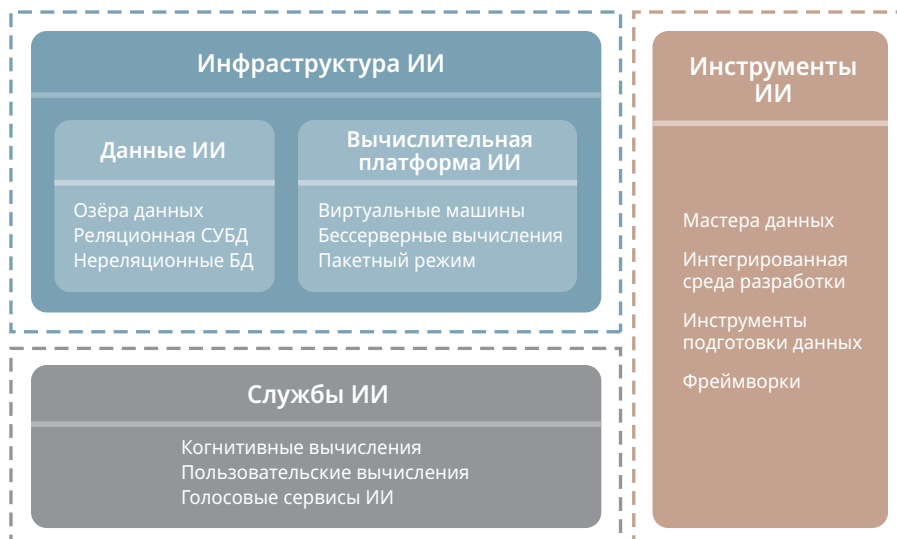 Инфраструктура ИИ
Данные ИИ
Озёра данных
Реляционная СУБД
Нереляционные БД
Вычислительная
платформа ИИ
Виртуальные машины
Бессерверные вычисления
Пакетный режим
Службы ИИ
Когнитивные вычисления
Пользовательские вычисления
Голосовые сервисы ИИ
Инструменты
ИИ
Мастера данных
Интегрированная
среда разработки
Инструменты
подготовки данных
Фреймворки